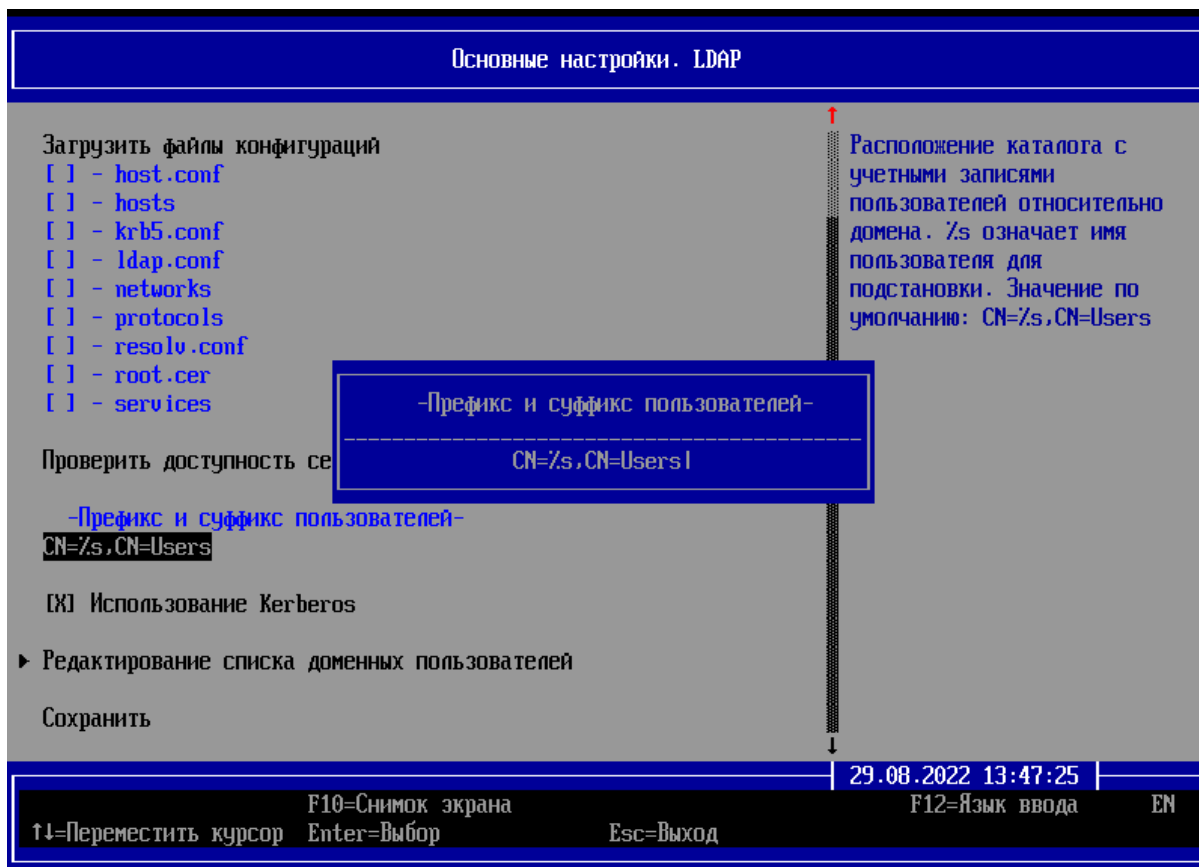 Основные настройки. LDAP
Загрузить файлы конфигураций
[ ] - host.conf
[ ] - hosts
[ ] - krb5.conf
[ ] - ldap.conf
[ ] - networks
[ ] - protocols
[ ] - resolv.conf
[ ] - root.cer
[ ] - services
Проверить доступность се
-Префикс и суффикс пользователей-
CN=%s,CN=Users
[X] Использование Kerberos
► Редактирование списка доменных пользователей
Сохранить
-Префикс и суффикс пользователей-
CN=%s,CN=Users|
↑
Расположение каталога с
учетными записями
пользователей относительно
домена. %s означает имя
пользователя для
подстановки. Значение по
умолчанию: CN=%s,CN=Users
↓
29.08.2022 13:47:25
F10=Снимок экрана F12=Язык ввода EN
↑↓=Переместить курсор Enter=Выбор Esc=Выход